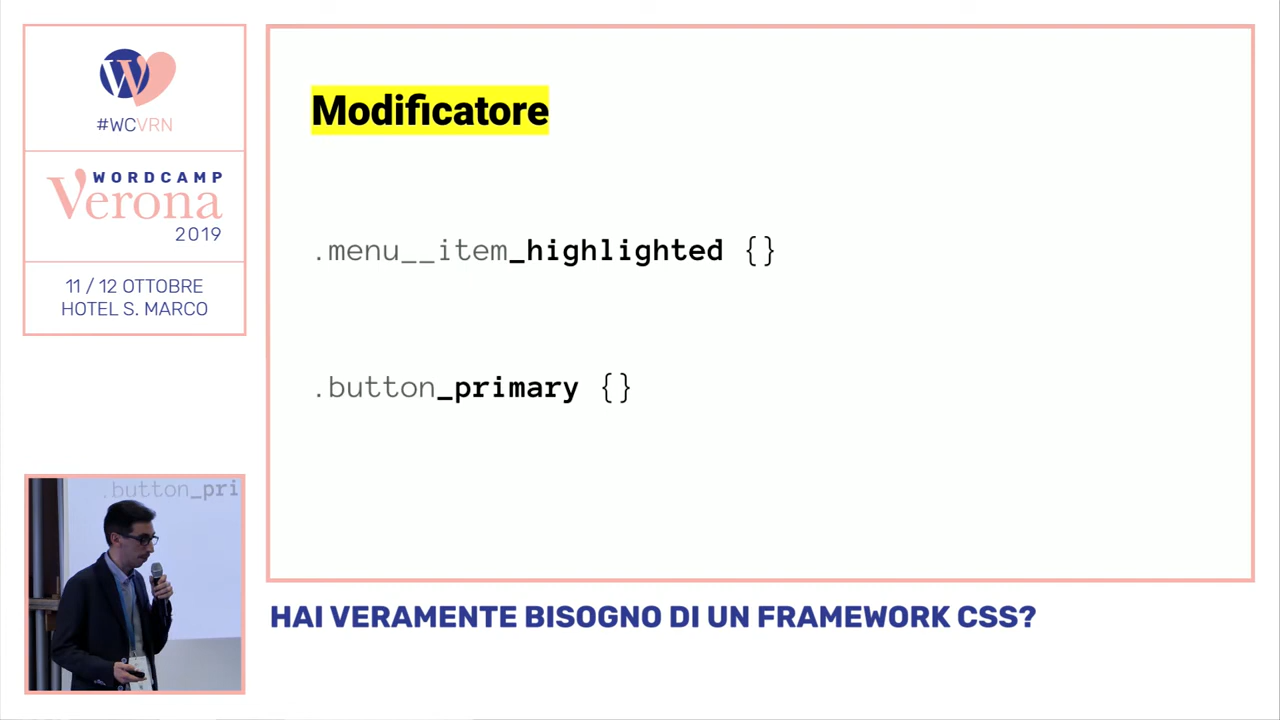 #WCVRN
WORDCAMP
Verona
2019
11 / 12 OTTOBRE
HOTEL S. MARCO
Modificatore
.menu__item_highlighted {}
.button_primary {}
.button_pri
HAI VERAMENTE BISOGNO DI UN FRAMEWORK CSS?